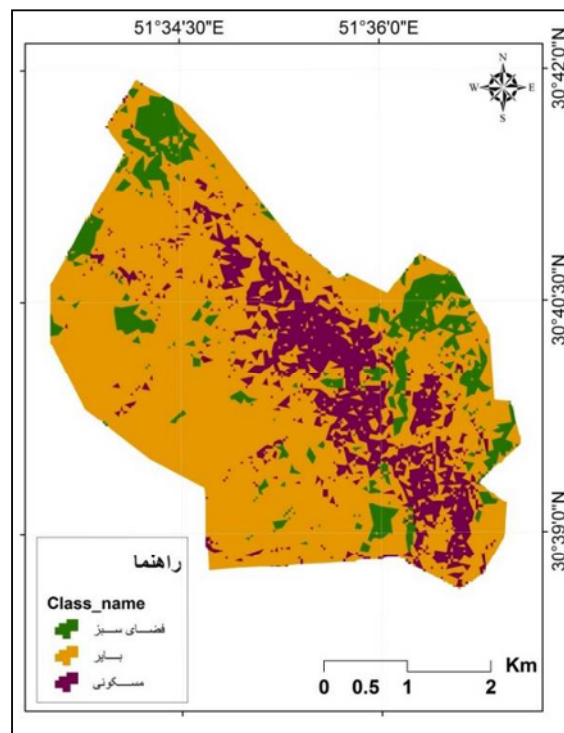 51°34'30"E 51°36'0"E
N
W E
S
30°42'0"N
30°40'30"N
30°39'0"N
راهنما
Class_name
فضای سبز
بایر
مسکونی
Km
0 0.5 1 2